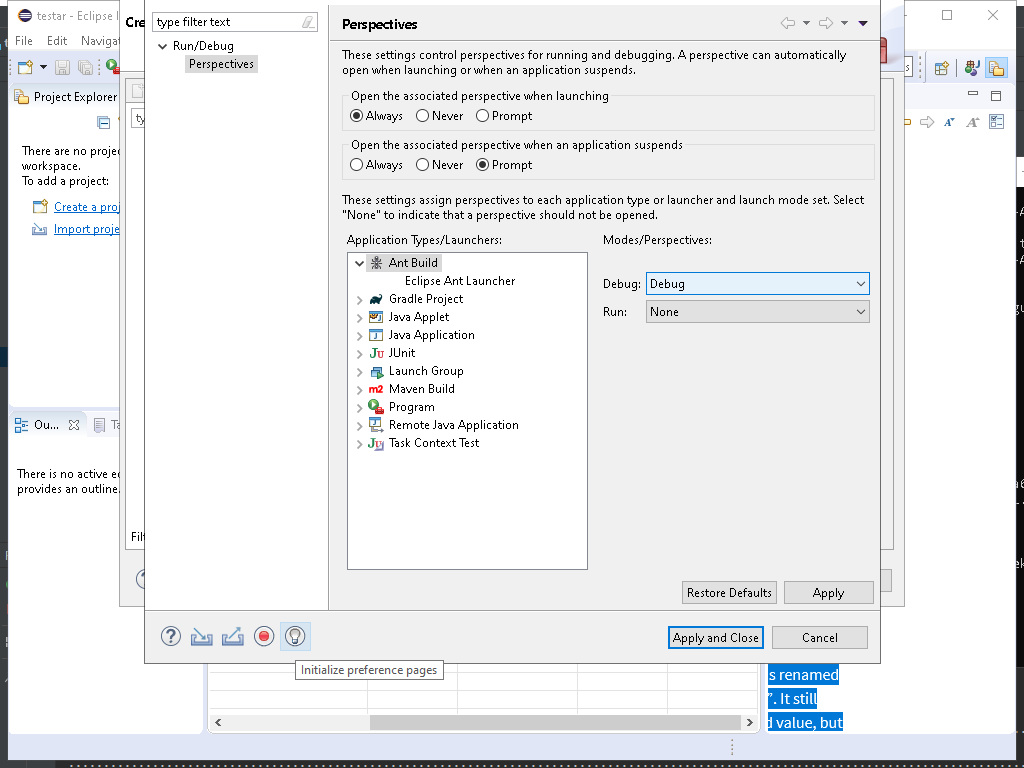 testar - Eclipse I
Cre
type filter text
Perspectives
File Edit Navigat
Run/Debug
Perspectives
These settings control perspectives for running and debugging. A perspective can automatically
open when launching or when an application suspends.
Project Explorer
Open the associated perspective when launching
Always Never Prompt
ty
There are no projec
workspace.
To add a project:
Open the associated perspective when an application suspends
Always Never Prompt
Create a proj
Import proje
These settings assign perspectives to each application type or launcher and launch mode set. Select
"None" to indicate that a perspective should not be opened.
Application Types/Launchers: Modes/Perspectives:
Ant Build
Eclipse Ant Launcher
Debug: Debug
Gradle Project
Java Applet
Run: None
Java Application
JUnit
Launch Group
Maven Build
Program
Remote Java Application
Task Context Test
Ou... Ta
There is no active ed
provides an outline.
Filt
Restore Defaults Apply
Apply and Close Cancel
Initialize preference pages
s renamed
". It still
d value, but